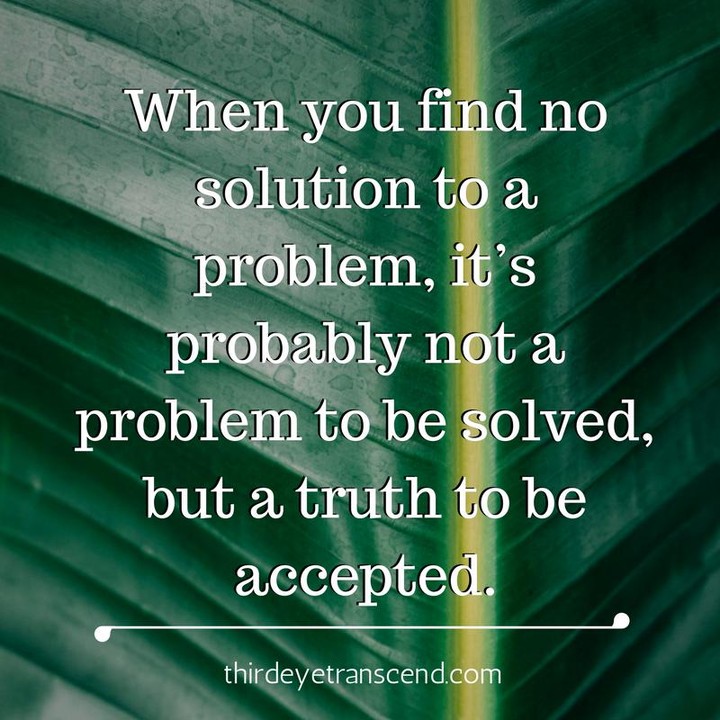 When you find no
solution to a
problem, it’s
probably not a
problem to be solved,
but a truth to be
accepted.
thirdeyetranscend.com